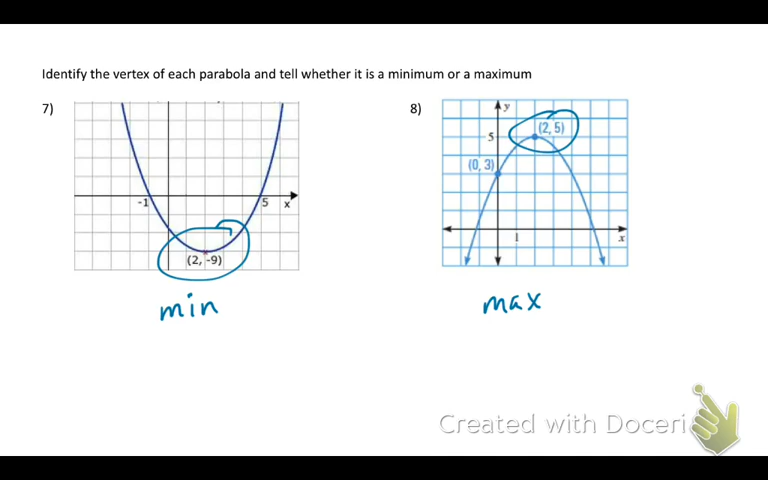 Identify the vertex of each parabola and tell whether it is a minimum or a maximum
7)
-1
5
x
(2, -9)
min
8)
y
(2, 5)
5
(0, 3)
1
x
max
Created with Doceri